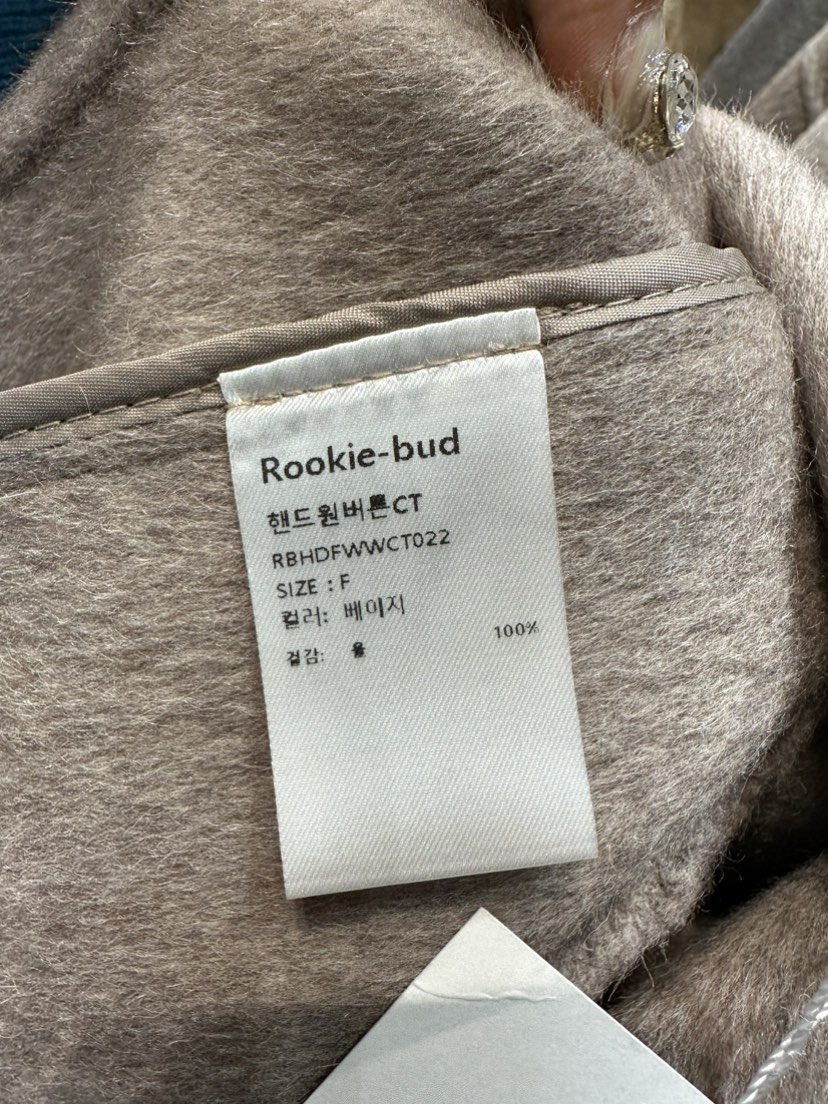 Rookie-bud
핸드원버튼CT
RBHDFWWCT022
SIZE : F
컬러: 베이지
겉감: 울 100%